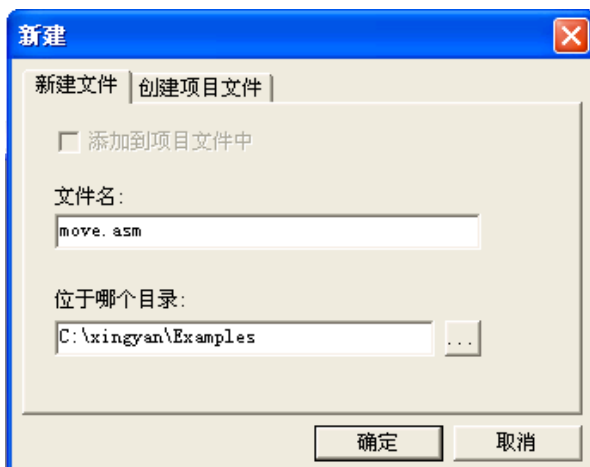 新建
新建文件 创建项目文件
添加到项目文件中
文件名:
move.asm
位于哪个目录:
C:\xingyan\Examples ...
确定 取消